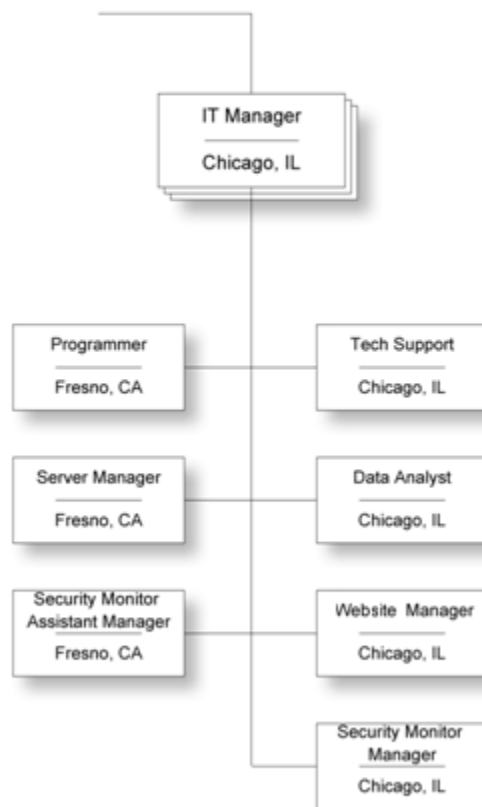 IT Manager
Chicago, IL
Programmer
Fresno, CA
Tech Support
Chicago, IL
Server Manager
Fresno, CA
Data Analyst
Chicago, IL
Security Monitor
Assistant Manager
Fresno, CA
Website Manager
Chicago, IL
Security Monitor
Manager
Chicago, IL